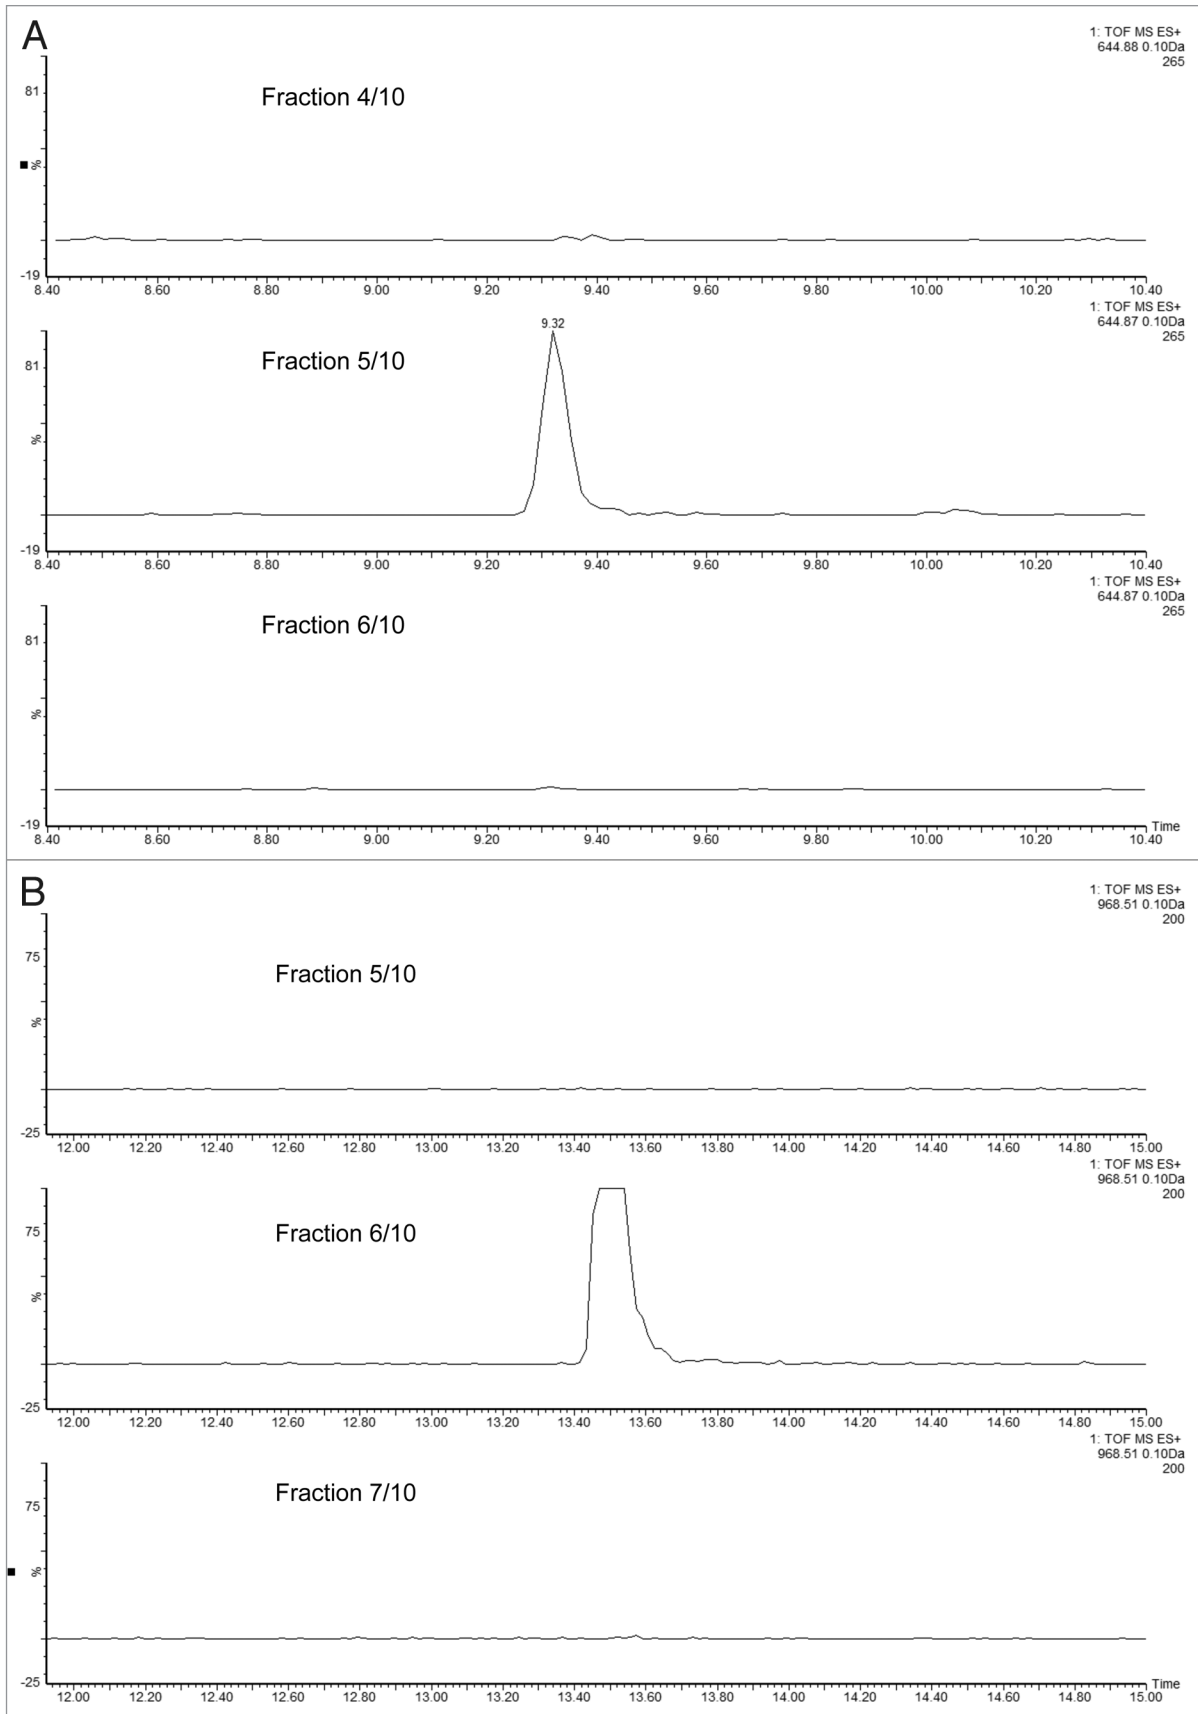 A
1: TOF MS ES+
644.88 0.10Da
265
81
Fraction 4/10
%
-19
8.40 8.60 8.80 9.00 9.20 9.40 9.60 9.80 10.00 10.20 10.40
1: TOF MS ES+
644.87 0.10Da
265
9.32
81
Fraction 5/10
%
-19
8.40 8.60 8.80 9.00 9.20 9.40 9.60 9.80 10.00 10.20 10.40
1: TOF MS ES+
644.87 0.10Da
265
81
Fraction 6/10
%
-19
Time
8.40 8.60 8.80 9.00 9.20 9.40 9.60 9.80 10.00 10.20 10.40
B
1: TOF MS ES+
968.51 0.10Da
200
75
Fraction 5/10
%
-25
12.00 12.20 12.40 12.60 12.80 13.00 13.20 13.40 13.60 13.80 14.00 14.20 14.40 14.60 14.80 15.00
1: TOF MS ES+
968.51 0.10Da
200
75
Fraction 6/10
%
-25
12.00 12.20 12.40 12.60 12.80 13.00 13.20 13.40 13.60 13.80 14.00 14.20 14.40 14.60 14.80 15.00
1: TOF MS ES+
968.51 0.10Da
200
75
Fraction 7/10
%
-25
Time
12.00 12.20 12.40 12.60 12.80 13.00 13.20 13.40 13.60 13.80 14.00 14.20 14.40 14.60 14.80 15.00